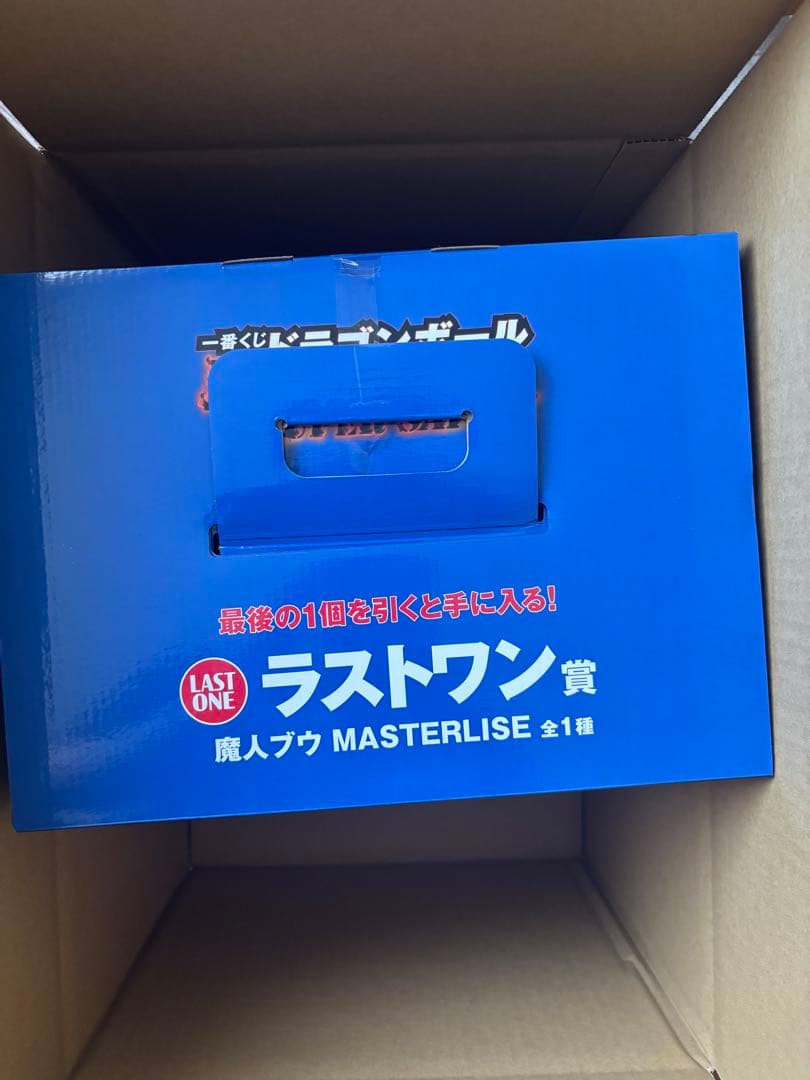 一番くじ
ドラゴンボール
最後の1個を引くと手に入る!
LAST
ONE
ラストワン賞
魔人ブウ MASTERLISE 全1種